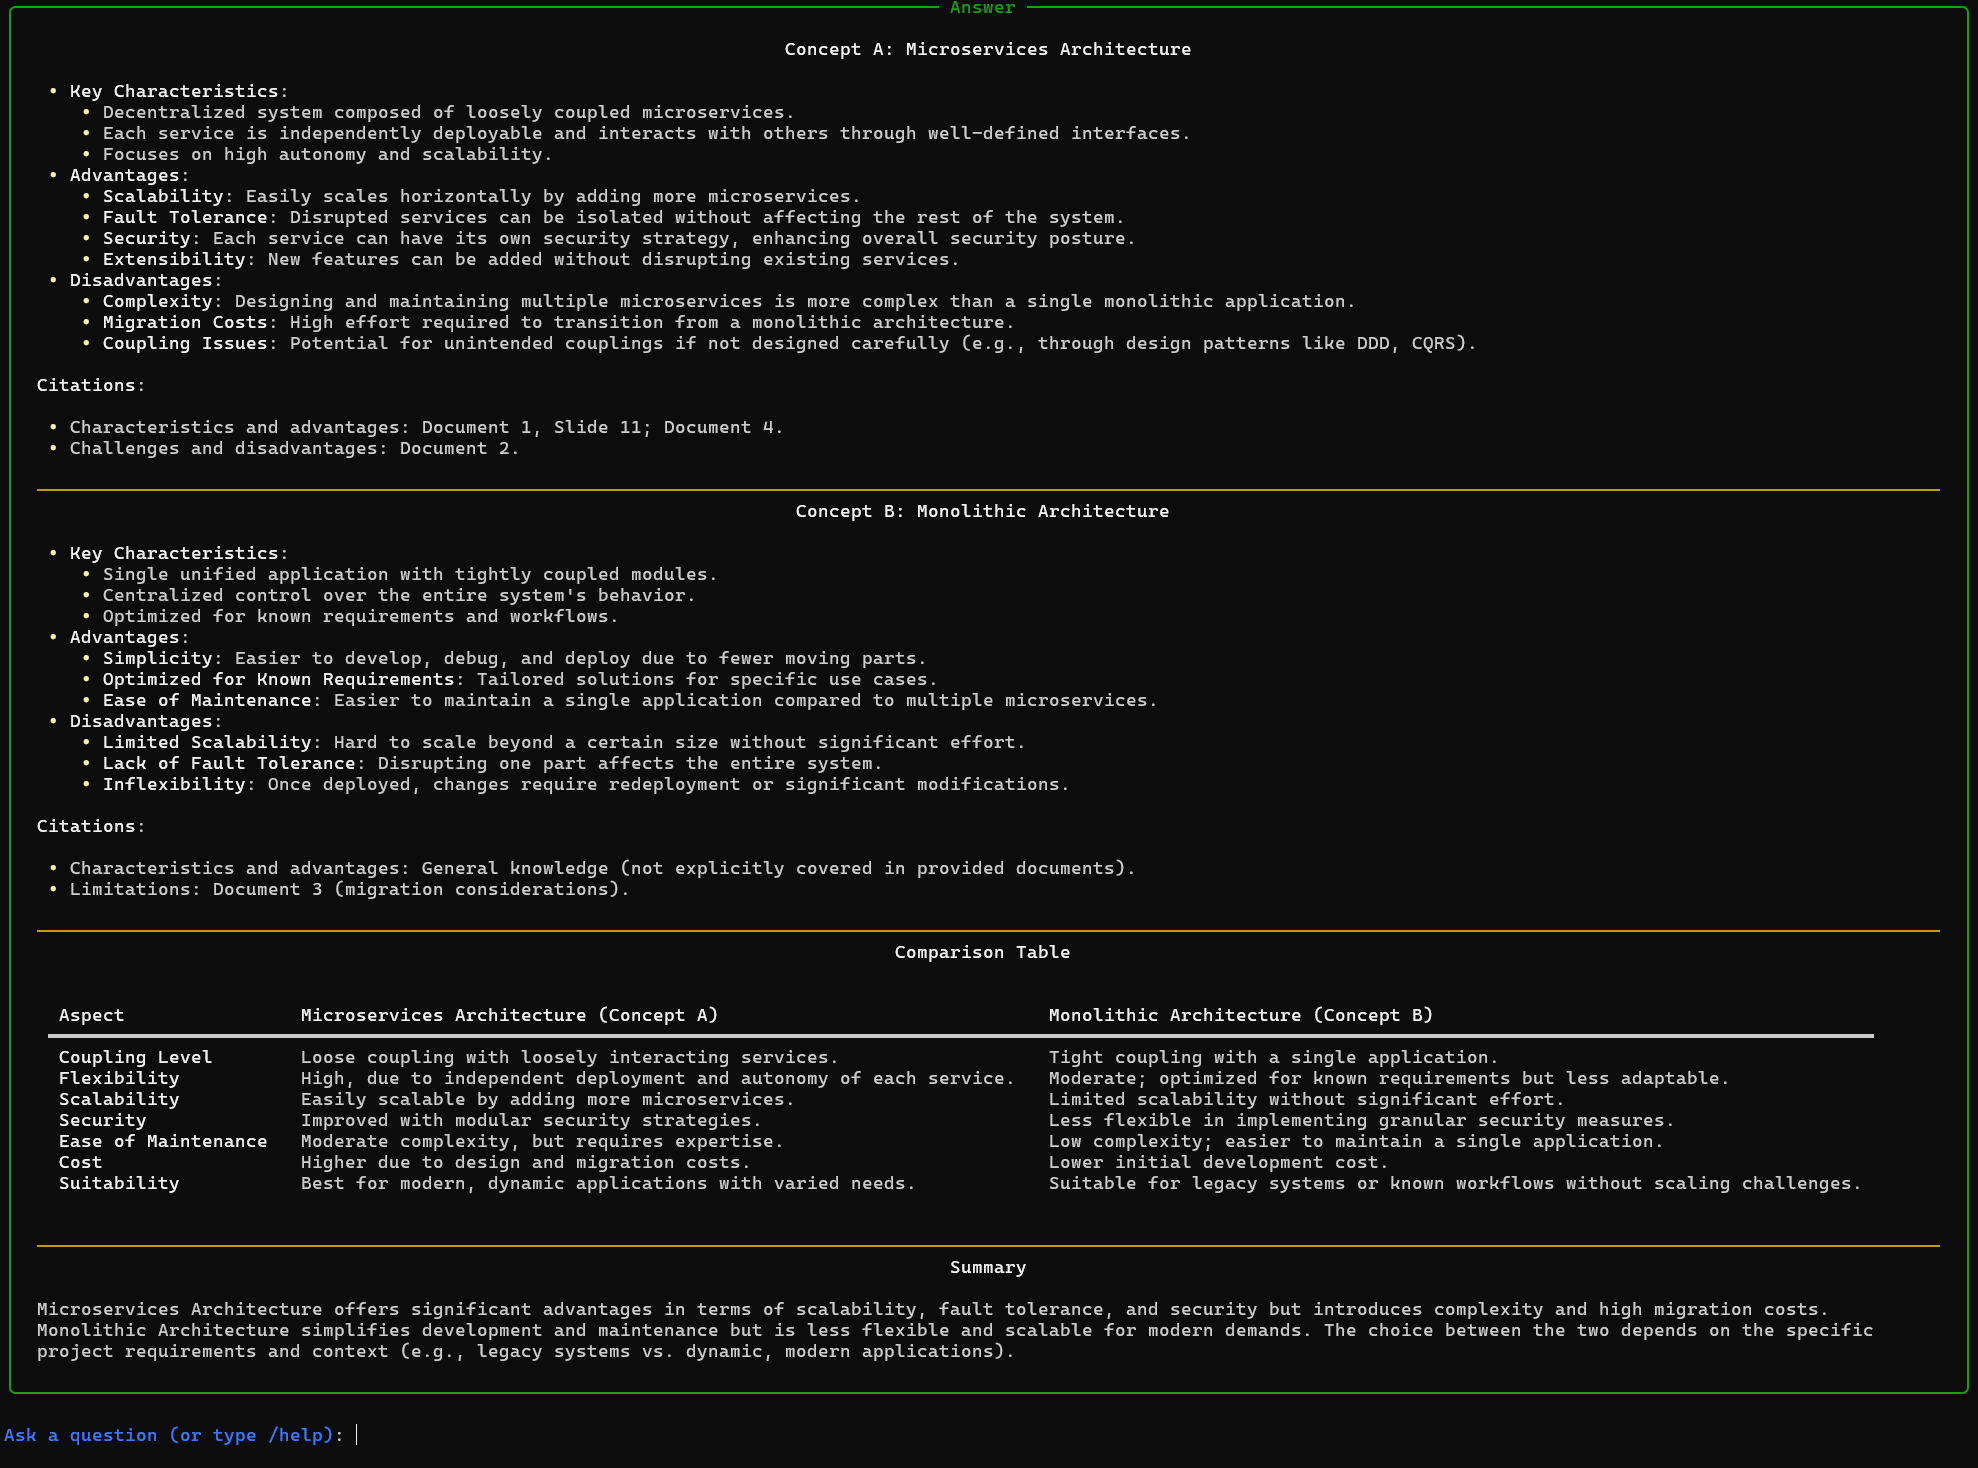 Answer
Concept A: Microservices Architecture
• Key Characteristics:
• Decentralized system composed of loosely coupled microservices.
• Each service is independently deployable and interacts with others through well-defined interfaces.
• Focuses on high autonomy and scalability.
• Advantages:
• Scalability: Easily scales horizontally by adding more microservices.
• Fault Tolerance: Disrupted services can be isolated without affecting the rest of the system.
• Security: Each service can have its own security strategy, enhancing overall security posture.
• Extensibility: New features can be added without disrupting existing services.
• Disadvantages:
• Complexity: Designing and maintaining multiple microservices is more complex than a single monolithic application.
• Migration Costs: High effort required to transition from a monolithic architecture.
• Coupling Issues: Potential for unintended couplings if not designed carefully (e.g., through design patterns like DDD, CQRS).
Citations:
• Characteristics and advantages: Document 1, Slide 11; Document 4.
• Challenges and disadvantages: Document 2.
Concept B: Monolithic Architecture
• Key Characteristics:
• Single unified application with tightly coupled modules.
• Centralized control over the entire system's behavior.
• Optimized for known requirements and workflows.
• Advantages:
• Simplicity: Easier to develop, debug, and deploy due to fewer moving parts.
• Optimized for Known Requirements: Tailored solutions for specific use cases.
• Ease of Maintenance: Easier to maintain a single application compared to multiple microservices.
• Disadvantages:
• Limited Scalability: Hard to scale beyond a certain size without significant effort.
• Lack of Fault Tolerance: Disrupting one part affects the entire system.
• Inflexibility: Once deployed, changes require redeployment or significant modifications.
Citations:
• Characteristics and advantages: General knowledge (not explicitly covered in provided documents).
• Limitations: Document 3 (migration considerations).
Comparison Table
Aspect Microservices Architecture (Concept A) Monolithic Architecture (Concept B)
Coupling Level Loose coupling with loosely interacting services. Tight coupling with a single application.
Flexibility High, due to independent deployment and autonomy of each service. Moderate; optimized for known requirements but less adaptable.
Scalability Easily scalable by adding more microservices. Limited scalability without significant effort.
Security Improved with modular security strategies. Less flexible in implementing granular security measures.
Ease of Maintenance Moderate complexity, but requires expertise. Low complexity; easier to maintain a single application.
Cost Higher due to design and migration costs. Lower initial development cost.
Suitability Best for modern, dynamic applications with varied needs. Suitable for legacy systems or known workflows without scaling challenges.
Summary
Microservices Architecture offers significant advantages in terms of scalability, fault tolerance, and security but introduces complexity and high migration costs.
Monolithic Architecture simplifies development and maintenance but is less flexible and scalable for modern demands. The choice between the two depends on the specific
project requirements and context (e.g., legacy systems vs. dynamic, modern applications).
Ask a question (or type /help):